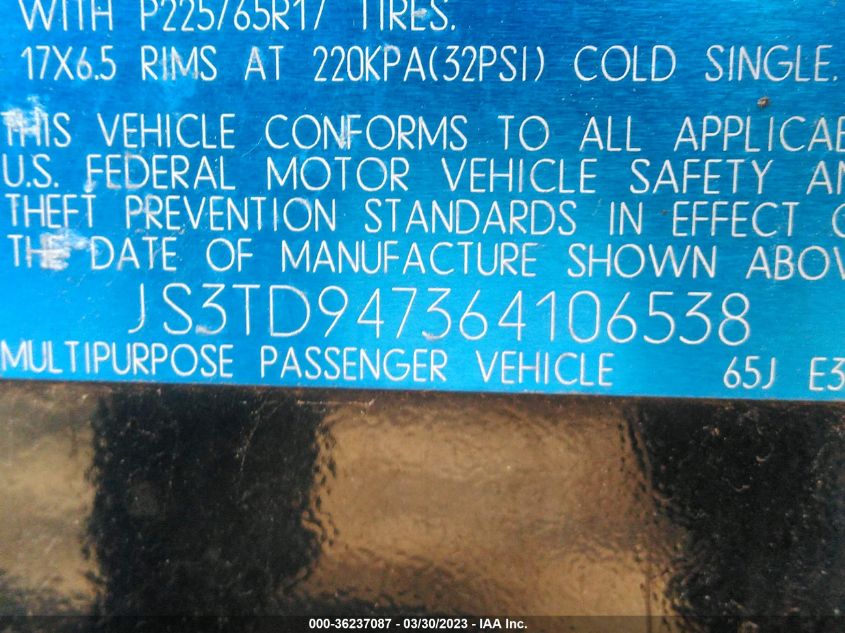 WITH P225/65R17 TIRES.
17X6.5 RIMS AT 220KPA(32PSI) COLD SINGLE.
THIS VEHICLE CONFORMS TO ALL APPLICAB
U.S. FEDERAL MOTOR VEHICLE SAFETY AN
THEFT PREVENTION STANDARDS IN EFFECT O
THE DATE OF MANUFACTURE SHOWN ABOV
JS3TD947364106538
MULTIPURPOSE PASSENGER VEHICLE 65J E3
000-36237087 - 03/30/2023 - IAA Inc.